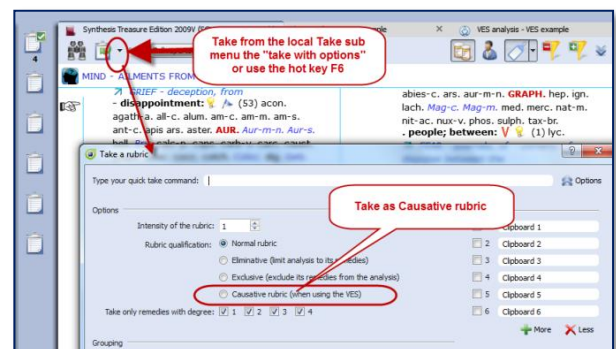 Synthesis Treasure Edition 2009V
VES analysis - VES example
Take from the local Take sub
menu the "take with options"
or use the hot key F6
4
MIND - AILMENTS FROM
GRIEF - deception, from
- disappointment: (53) acon.
agath-a. all-c. alum. am-c. am-m. am-s.
ant-c. apis ars. aster. AUR. Aur-m-n. Aur-s.
abies-c. ars. aur-m-n. GRAPH. hep. ign.
lach. Mag-c. Mag-m. med. merc. nat-m.
nit-ac. nux-v. phos. sulph. tax-br.
. people; between: (1) lyc.
Take a rubric
Type your quick take command:
Options
Options
Take as Causative rubric
Intensity of the rubric: 1
Rubric qualification: Normal rubric
Eliminative (limit analysis to its remedies)
Exclusive (exclude its remedies from the analysis)
Causative rubric (when using the VES)
Take only remedies with degree: 1 2 3 4
Clipboard 1
2 Clipboard 2
3 Clipboard 3
4 Clipboard 4
5 Clipboard 5
6 Clipboard 6
More Less
Grouping